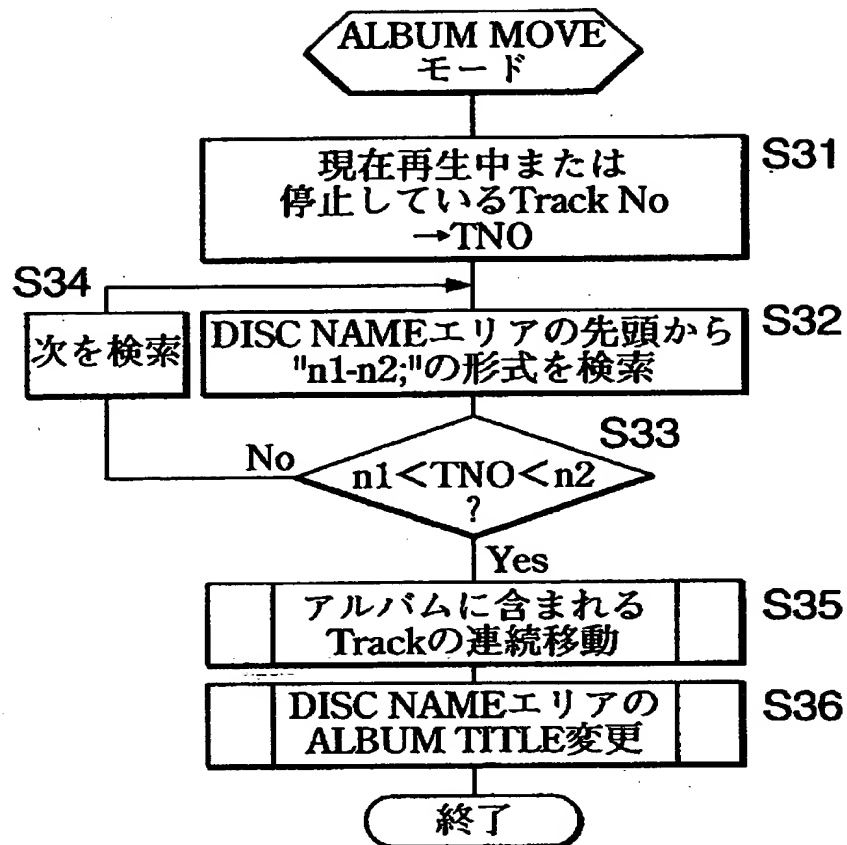 ALBUM MOVE
モード
S31
現在再生中または
停止しているTrack No
→TNO
S34
次を検索
S32
DISC NAMEエリアの先頭から
"n1-n2;"の形式を検索
S33
No
n1<TNO<n2
?
Yes
S35
アルバムに含まれる
Trackの連続移動
S36
DISC NAMEエリアの
ALBUM TITLE変更
終了